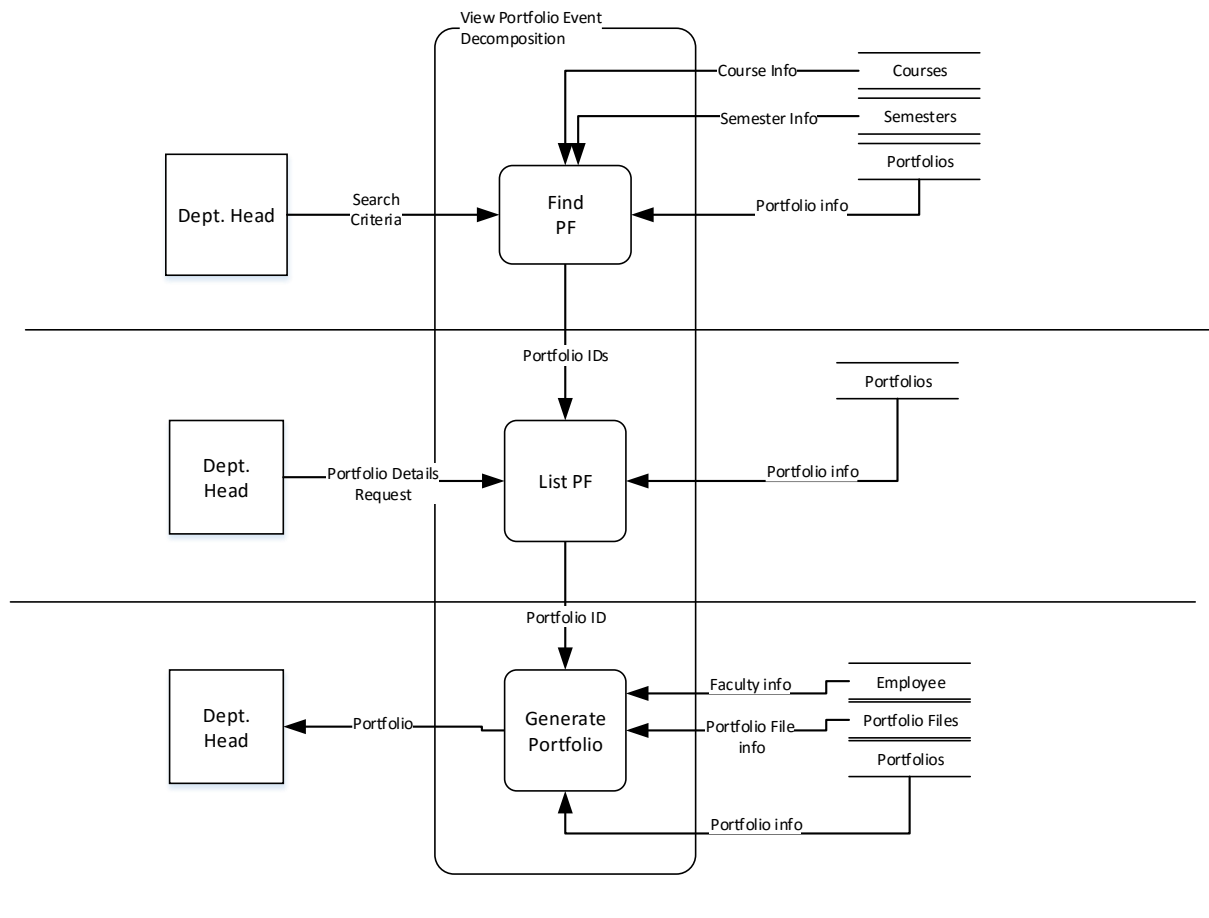 View Portfolio Event
Decomposition
Course Info
Courses
Semester Info
Semesters
Portfolios
Dept. Head
Search
Criteria
Find
PF
Portfolio info
Portfolio IDs
Portfolios
Dept.
Head
Portfolio Details
Request
List PF
Portfolio info
Portfolio ID
Dept.
Head
Portfolio
Generate
Portfolio
Faculty info
Employee
Portfolio File
info
Portfolio Files
Portfolios
Portfolio info